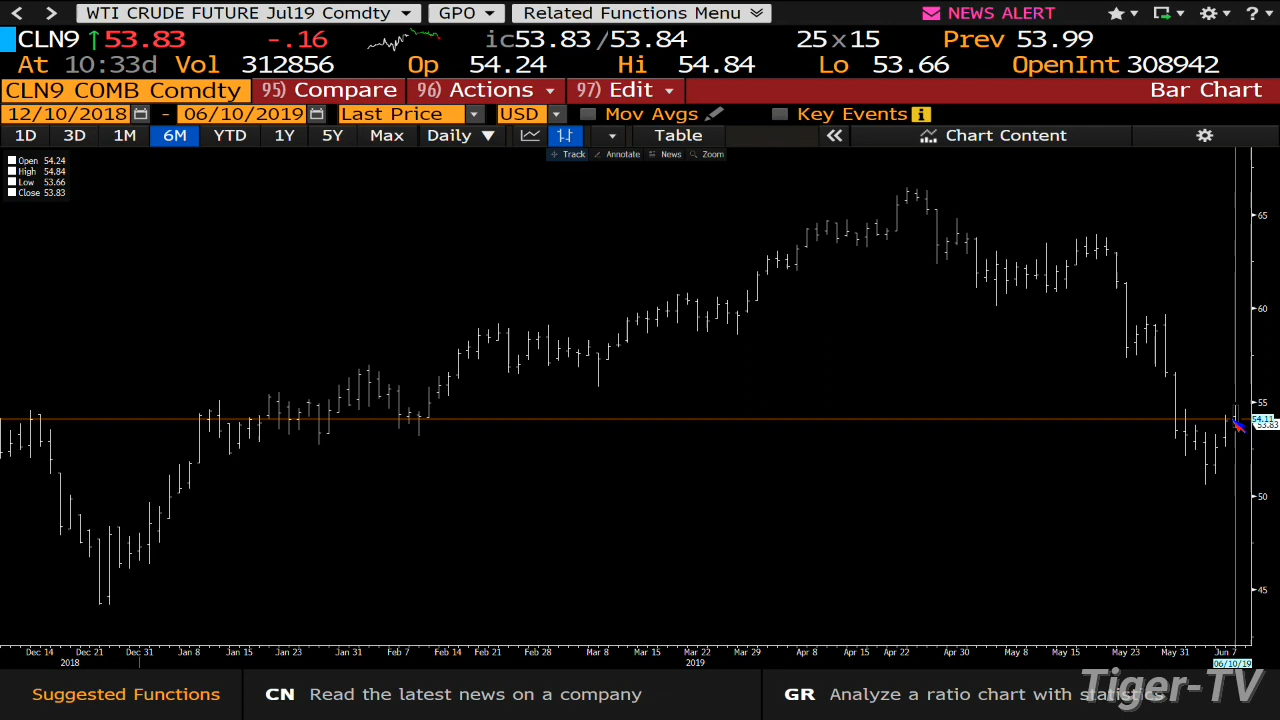 WTI CRUDE FUTURE Jul19 Comdty GPO Related Functions Menu NEWS ALERT ?
CLN9 ↑53.83 -.16 ic53.83/53.84 25x15 Prev 53.99
At 10:33d Vol 312856 Op 54.24 Hi 54.84 Lo 53.66 OpenInt 308942
CLN9 COMB Comdty 95) Compare 96) Actions 97) Edit Bar Chart
12/10/2018 - 06/10/2019 Last Price USD Mov Avgs Key Events i
1D 3D 1M 6M YTD 1Y 5Y Max Daily ▼ Table « Chart Content
Track Annotate News Zoom
Open 54.24
High 54.84
Low 53.66
Close 53.83
65
60
55
54.11
53.83
50
45
Dec 14 Dec 21 Dec 31 Jan 8 Jan 15 Jan 23 Jan 31 Feb 7 Feb 14 Feb 21 Feb 28 Mar 8 Mar 15 Mar 22 Mar 29 Apr 8 Apr 15 Apr 22 Apr 30 May 8 May 15 May 23 May 31 Jun 7
2018 2019 06/10/19
Suggested Functions CN Read the latest news on a company GR Analyze a ratio chart with statistics
Tiger-TV